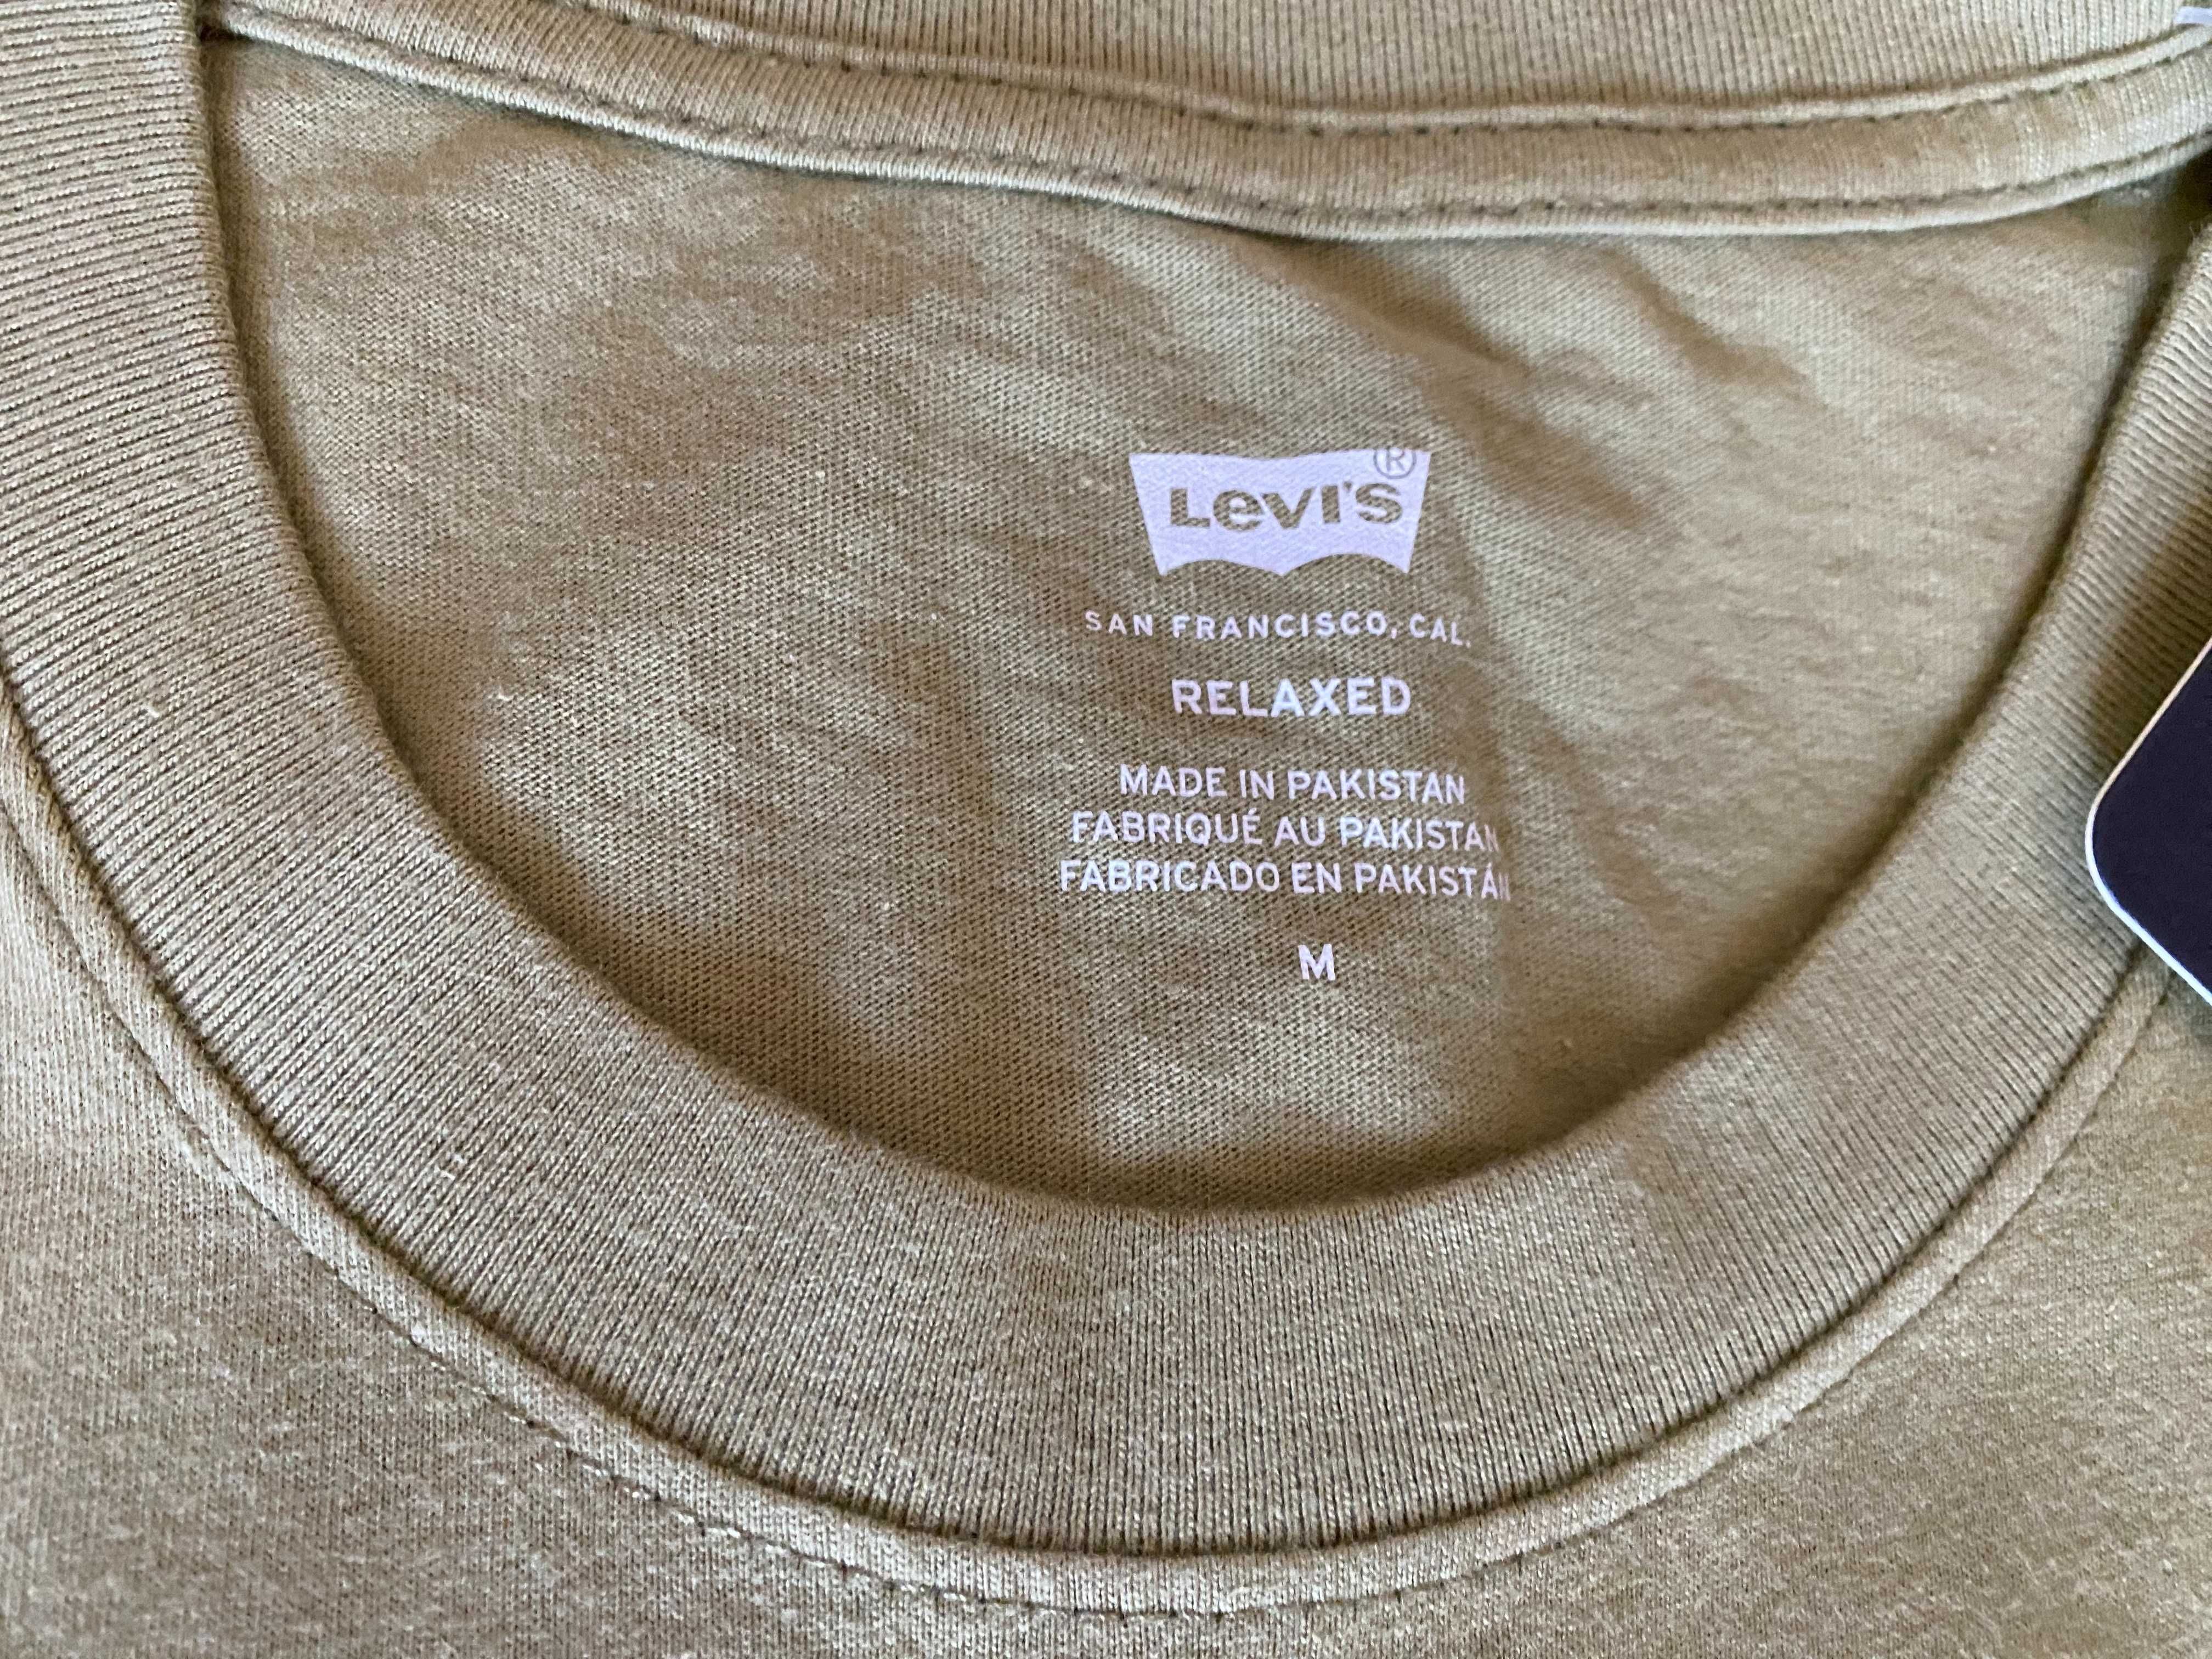 Levi's ®
SAN FRANCISCO, CAL.
RELAXED
MADE IN PAKISTAN
FABRIQUÉ AU PAKISTAN
FABRICADO EN PAKISTÁN
M